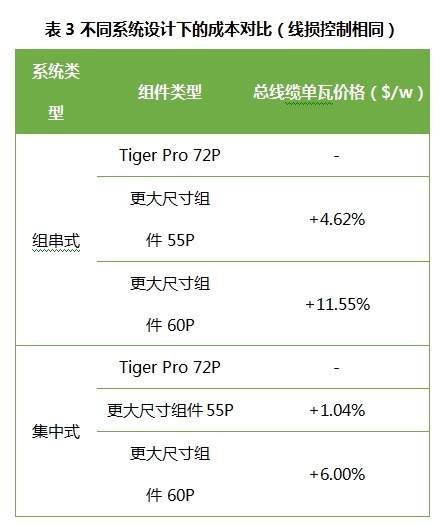 表 3 不同系统设计下的成本对比（线损控制相同）
系统类
型
组件类型
总线缆单瓦价格（$/w）
组串式
Tiger Pro 72P
-
更大尺寸组
件 55P
+4.62%
更大尺寸组
件 60P
+11.55%
集中式
Tiger Pro 72P
-
更大尺寸组件 55P
+1.04%
更大尺寸组
件 60P
+6.00%